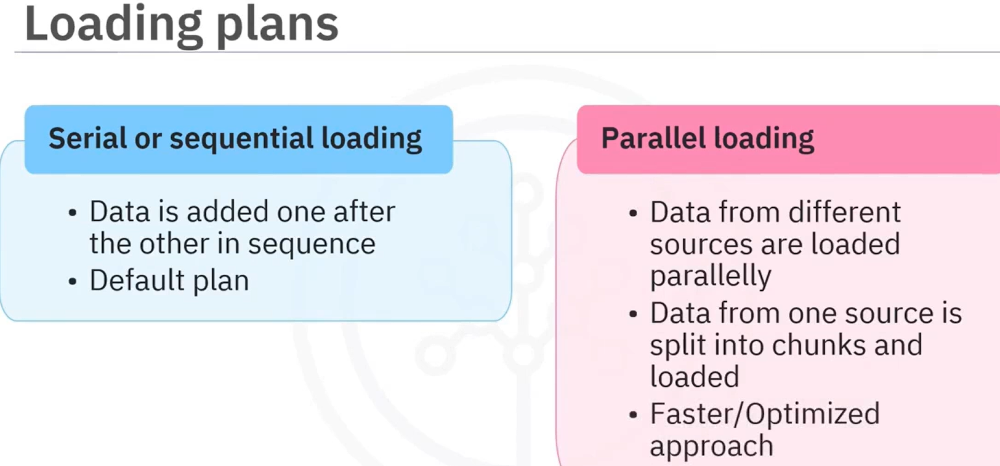 Loading plans
Serial or sequential loading
• Data is added one after
the other in sequence
• Default plan
Parallel loading
• Data from different
sources are loaded
parallelly
• Data from one source is
split into chunks and
loaded
• Faster/Optimized
approach